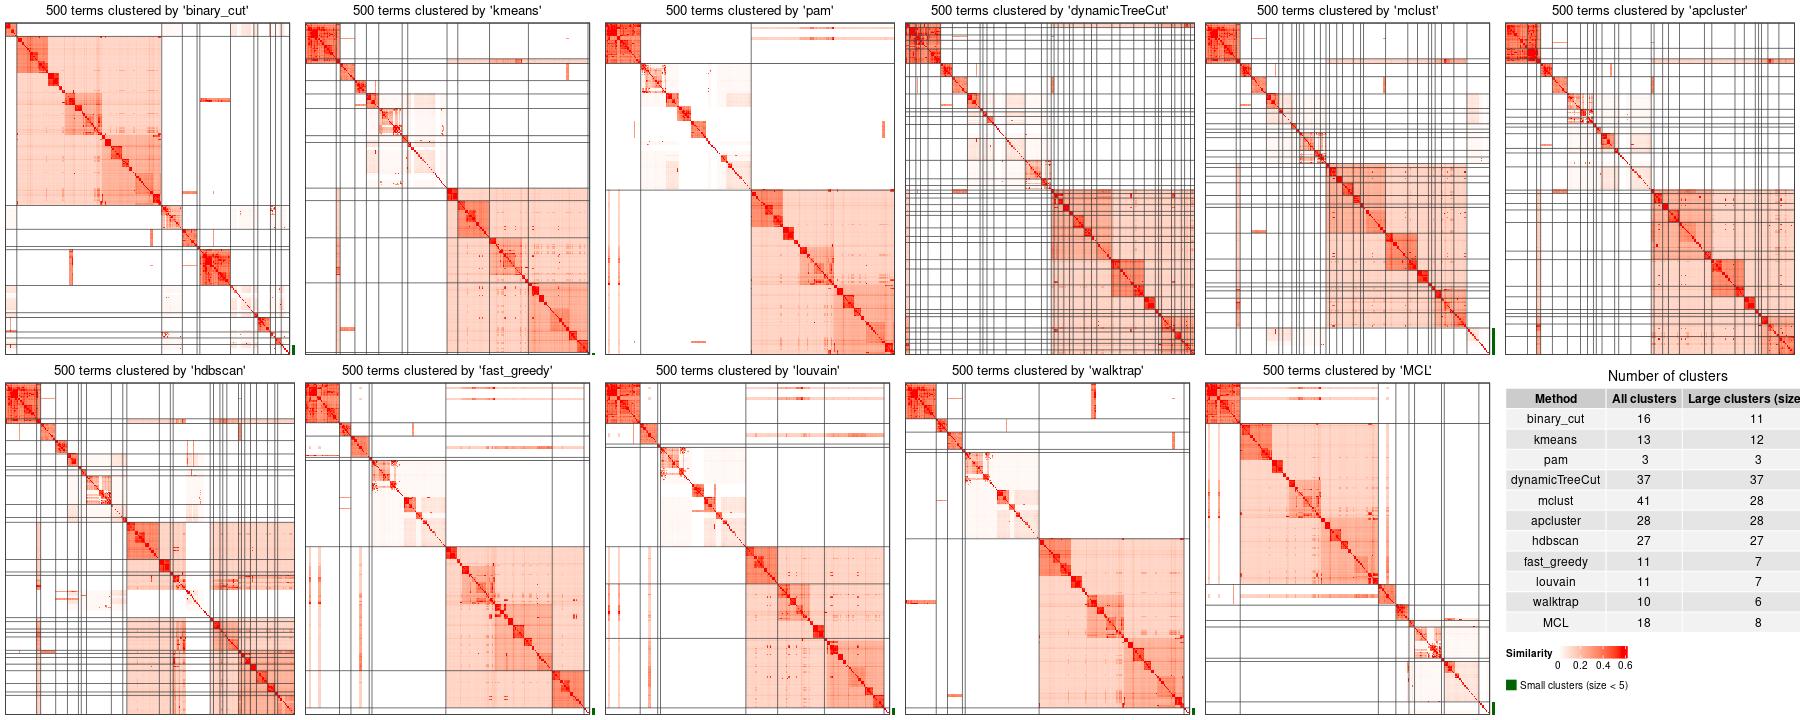 500 terms clustered by 'binary_cut'
500 terms clustered by 'kmeans'
500 terms clustered by 'pam'
500 terms clustered by 'dynamicTreeCut'
500 terms clustered by 'mclust'
500 terms clustered by 'apcluster'
500 terms clustered by 'hdbscan'
500 terms clustered by 'fast_greedy'
500 terms clustered by 'louvain'
500 terms clustered by 'walktrap'
500 terms clustered by 'MCL'
Number of clusters
Method All clusters Large clusters (size
binary_cut 16 11
kmeans 13 12
pam 3 3
dynamicTreeCut 37 37
mclust 41 28
apcluster 28 28
hdbscan 27 27
fast_greedy 11 7
louvain 11 7
walktrap 10 6
MCL 18 8
Similarity
0 0.2 0.4 0.6
Small clusters (size < 5)